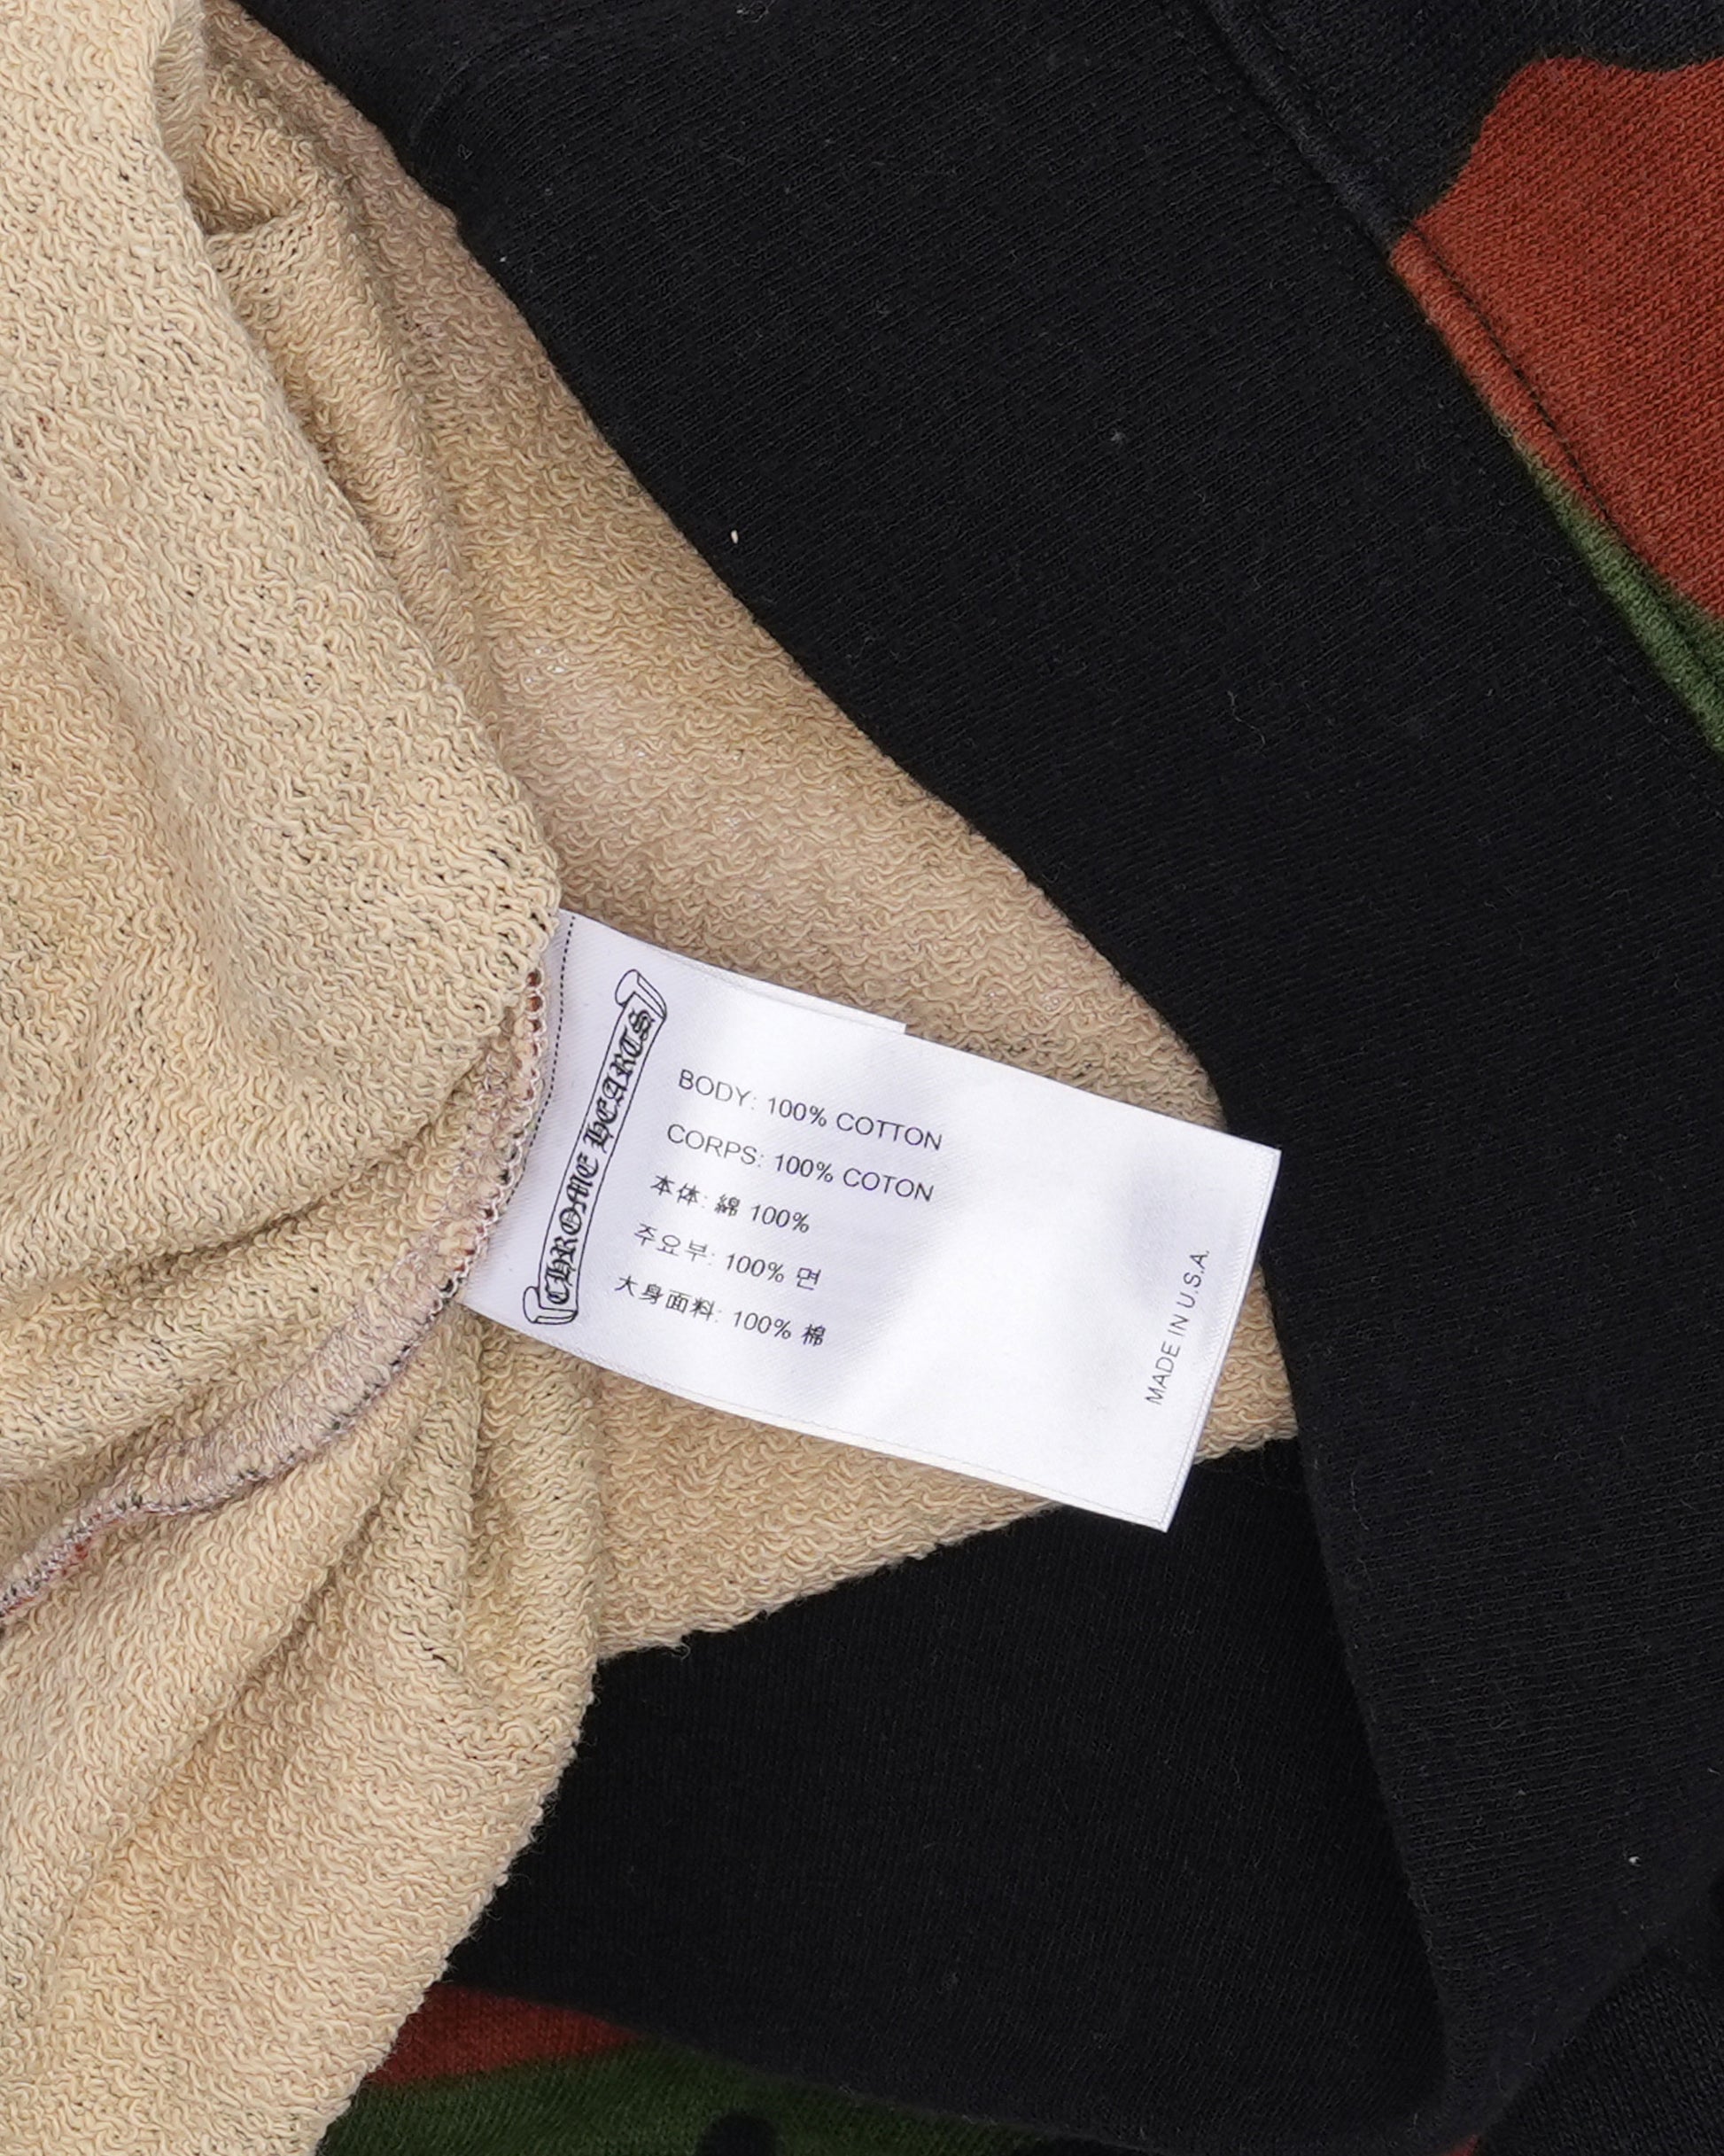 CHROME HEARTS
BODY: 100% COTTON
CORPS: 100% COTON
本体: 綿 100%
주요부: 100% 면
大身面料: 100% 棉
MADE IN U.S.A.